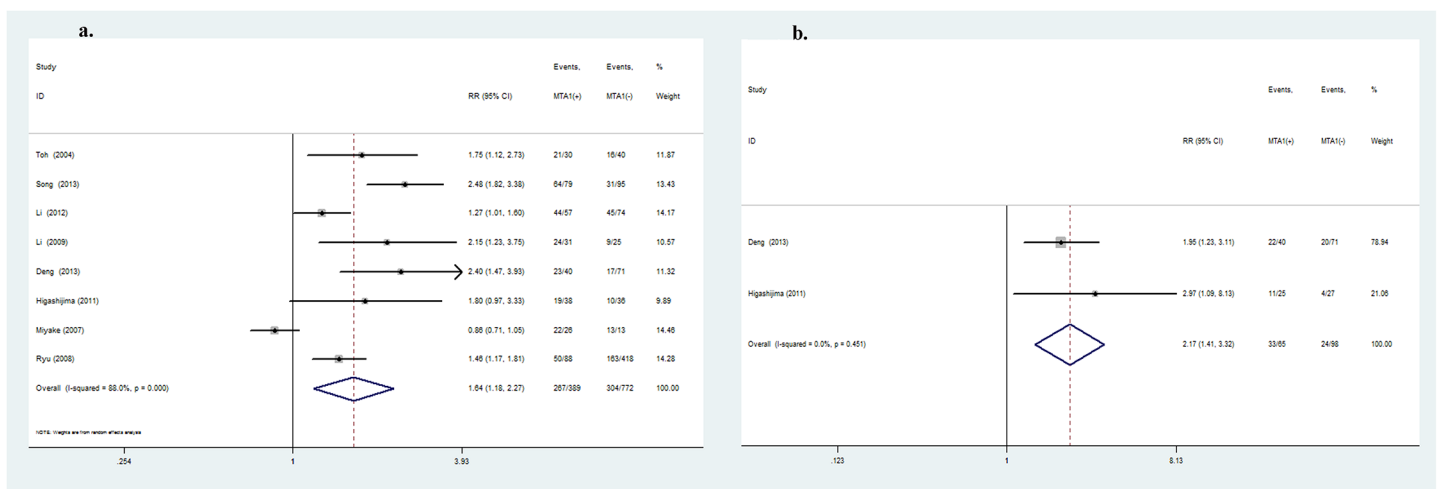 a.
Study Events, Events, %
ID RR (95% CI) MTA1(+) MTA1(-) Weight
Toh (2004) 1.75 (1.12, 2.73) 21/30 16/40 11.87
Song (2013) 2.48 (1.82, 3.38) 64/79 31/95 13.43
Li (2012) 1.27 (1.01, 1.60) 44/57 45/74 14.17
Li (2009) 2.15 (1.23, 3.75) 24/31 9/25 10.57
Deng (2013) 2.40 (1.47, 3.93) 23/40 17/71 11.32
Higashijima (2011) 1.80 (0.97, 3.33) 19/38 10/36 9.89
Miyake (2007) 0.86 (0.71, 1.05) 22/26 13/13 14.46
Ryu (2008) 1.46 (1.17, 1.81) 50/88 163/418 14.28
Overall (I-squared = 88.0%, p = 0.000) 1.64 (1.18, 2.27) 267/389 304/772 100.00
NOTE: Weights are from random effects analysis
.254 1 3.93
b.
Study Events, Events, %
ID RR (95% CI) MTA1(+) MTA1(-) Weight
Deng (2013) 1.95 (1.23, 3.11) 22/40 20/71 78.94
Higashijima (2011) 2.97 (1.09, 8.13) 11/25 4/27 21.06
Overall (I-squared = 0.0%, p = 0.451) 2.17 (1.41, 3.32) 33/65 24/98 100.00
.123 1 8.13